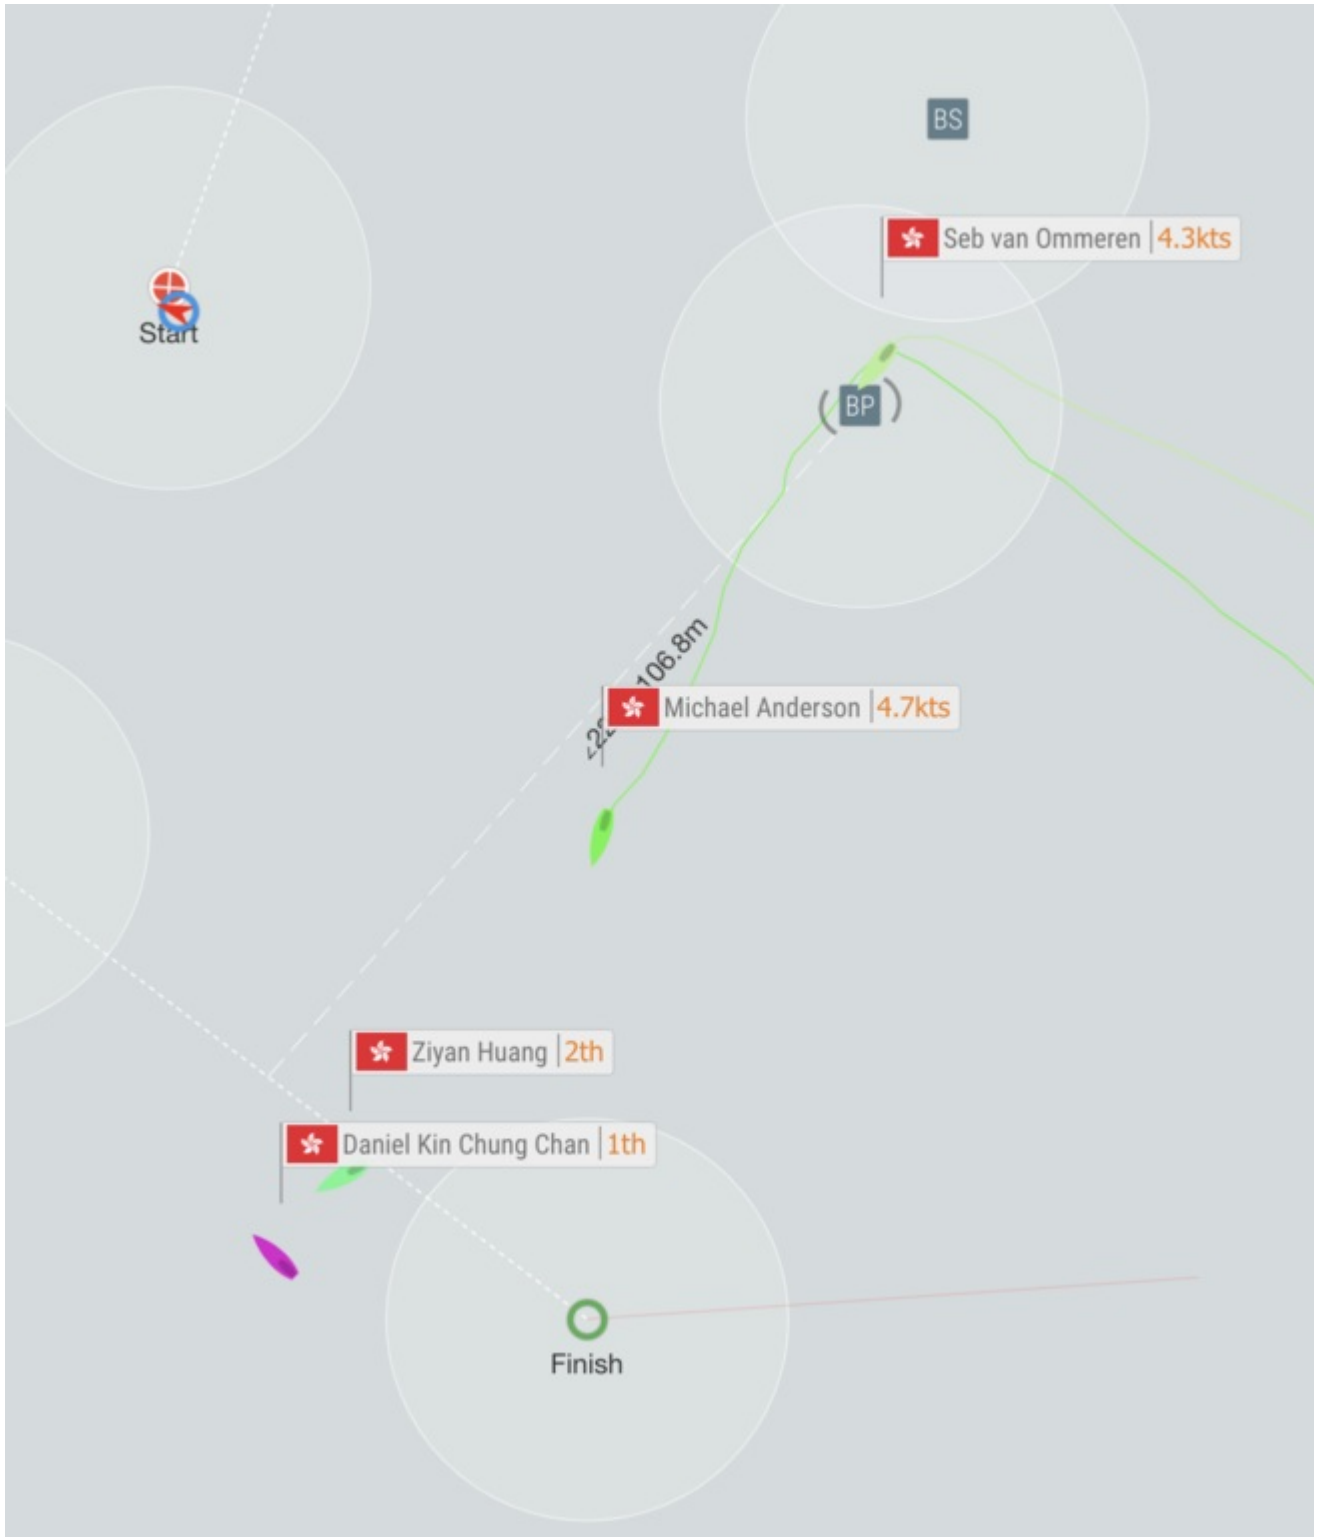 BS
Seb van Ommeren 4.3kts
Start
BP
106.8m
Michael Anderson 4.7kts
Ziyan Huang 2th
Daniel Kin Chung Chan 1th
Finish